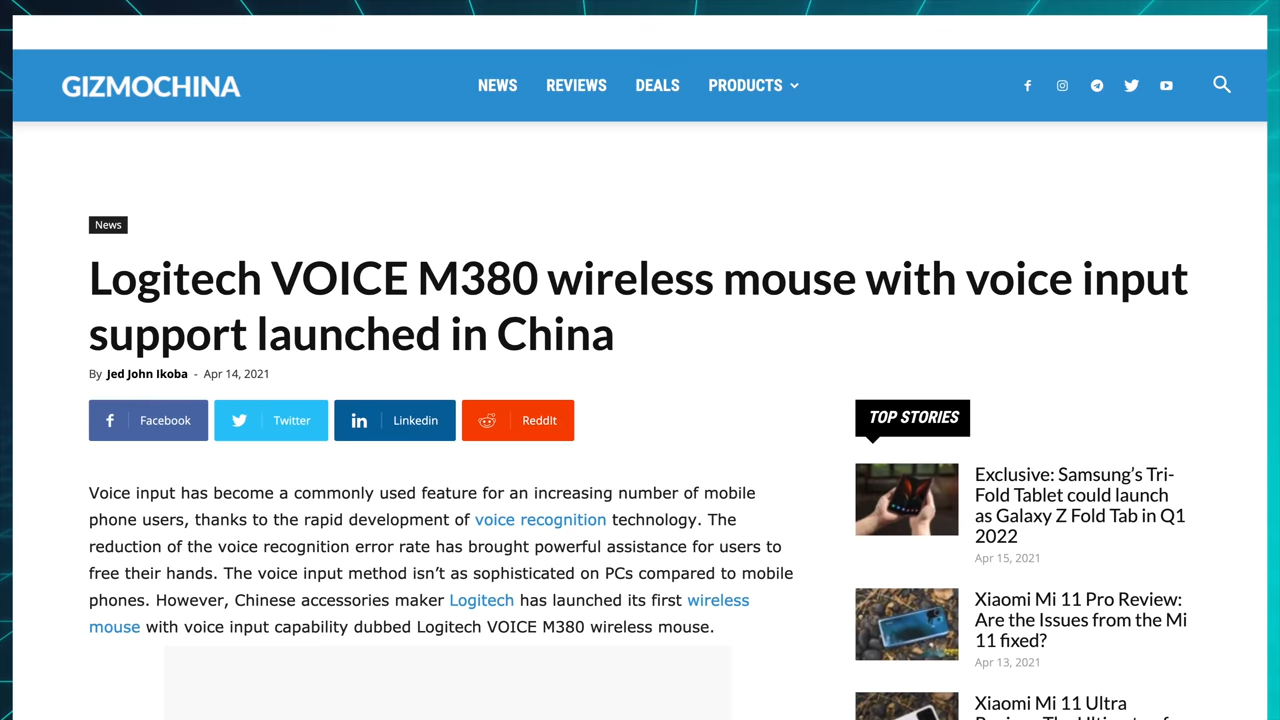 GIZMOCHINA
NEWS REVIEWS DEALS PRODUCTS
News
Logitech VOICE M380 wireless mouse with voice input
support launched in China
By Jed John Ikoba - Apr 14, 2021
Facebook Twitter Linkedin ReddIt
Voice input has become a commonly used feature for an increasing number of mobile
phone users, thanks to the rapid development of voice recognition technology. The
reduction of the voice recognition error rate has brought powerful assistance for users to
free their hands. The voice input method isn't as sophisticated on PCs compared to mobile
phones. However, Chinese accessories maker Logitech has launched its first wireless
mouse with voice input capability dubbed Logitech VOICE M380 wireless mouse.
TOP STORIES
Exclusive: Samsung's Tri-
Fold Tablet could launch
as Galaxy Z Fold Tab in Q1
2022
Apr 15, 2021
Xiaomi Mi 11 Pro Review:
Are the Issues from the Mi
11 fixed?
Apr 13, 2021
Xiaomi Mi 11 Ultra